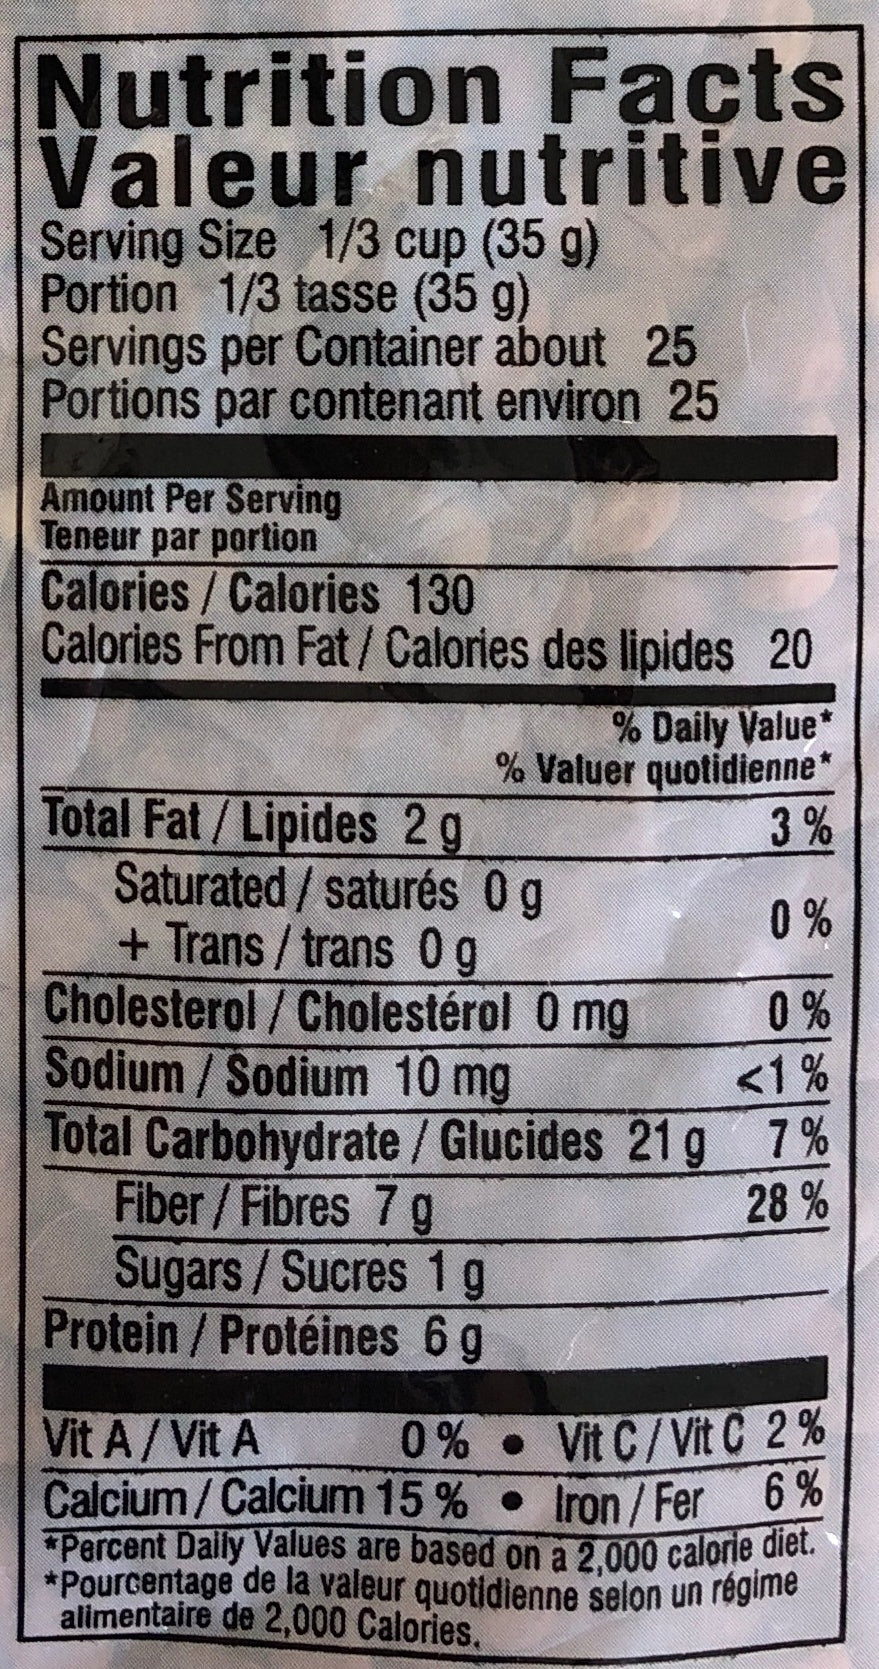 Nutrition Facts
Valeur nutritive
Serving Size 1/3 cup (35 g)
Portion 1/3 tasse (35 g)
Servings per Container about 25
Portions par contenant environ 25
Amount Per Serving
Teneur par portion
Calories / Calories 130
Calories From Fat / Calories des lipides 20
% Daily Value*
% Valuer quotidienne*
Total Fat / Lipides 2 g 3 %
Saturated / saturés 0 g
+ Trans / trans 0 g 0 %
Cholesterol / Cholestérol 0 mg 0 %
Sodium / Sodium 10 mg <1 %
Total Carbohydrate / Glucides 21 g 7 %
Fiber / Fibres 7 g 28 %
Sugars / Sucres 1 g
Protein / Protéines 6 g
Vit A / Vit A 0 % • Vit C / Vit C 2 %
Calcium / Calcium 15 % • Iron / Fer 6 %
*Percent Daily Values are based on a 2,000 calorie diet.
*Pourcentage de la valeur quotidienne selon un régime
alimentaire de 2,000 Calories.